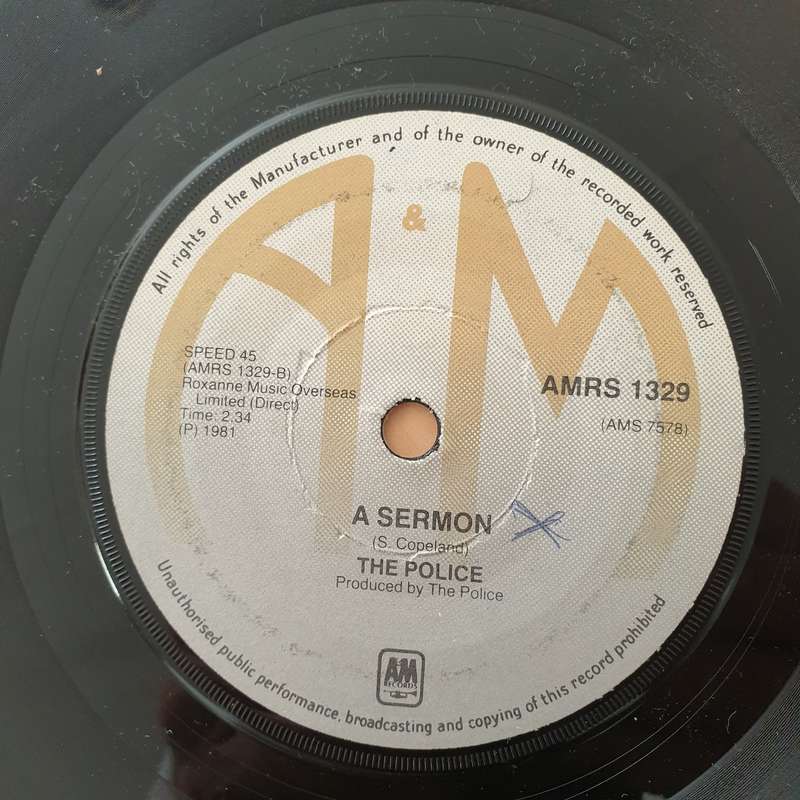 All rights of the Manufacturer and of the owner of the recorded work reserved
A&M
SPEED 45
(AMRS 1329-B)
Roxanne Music Overseas
Limited (Direct)
Time: 2.34
(P) 1981
AMRS 1329
(AMS 7578)
A SERMON
(S. Copeland)
THE POLICE
Produced by The Police
AM
RECORDS
Unauthorised public performance, broadcasting and copying of this record prohibited